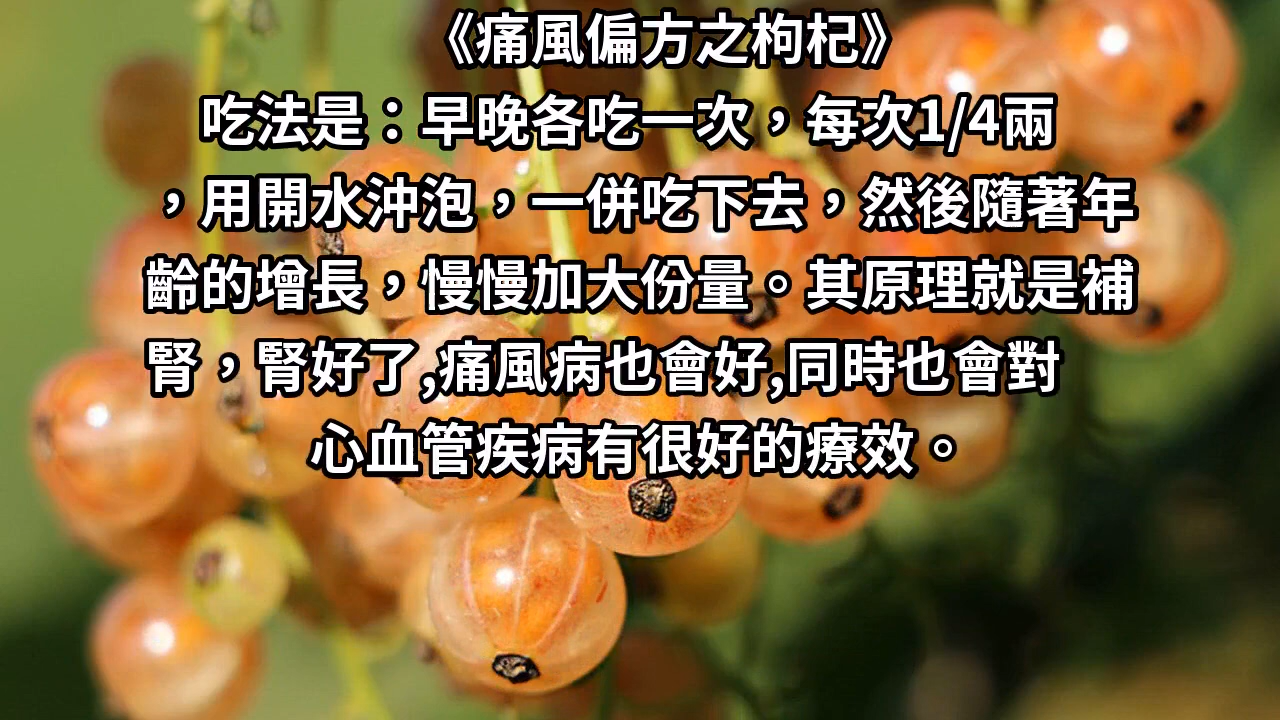 《痛風偏方之枸杞》
吃法是：早晚各吃一次，每次1/4兩
，用開水沖泡，一併吃下去，然後隨著年
齡的增長，慢慢加大份量。其原理就是補
腎，腎好了,痛風病也會好,同時也會對
心血管疾病有很好的療效。